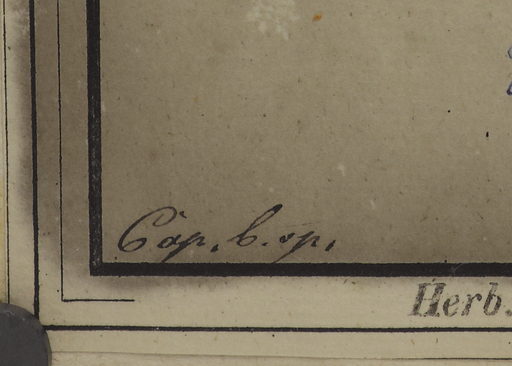 Cap. b. sp.
Herb.